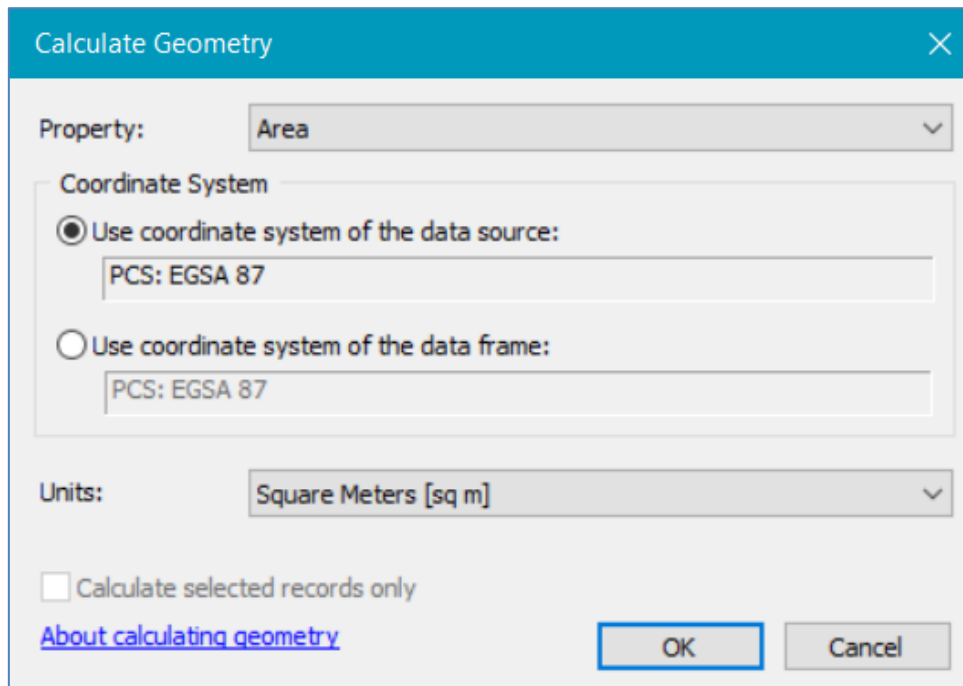 Calculate Geometry
Property: Area
Coordinate System
Use coordinate system of the data source:
PCS: EGSA 87
Use coordinate system of the data frame:
PCS: EGSA 87
Units: Square Meters [sq m]
Calculate selected records only
About calculating geometry
OK Cancel